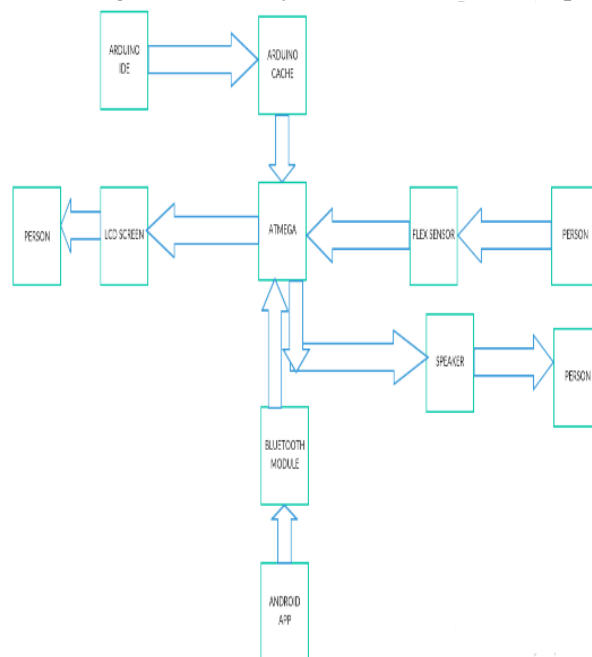 ARDUINO
IDE
ARDUINO
CACHE
PERSON
LCD SCREEN
ATMEGA
FLEX SENSOR
PERSON
SPEAKER
PERSON
BLUETOOTH
MODULE
ANDROID
APP